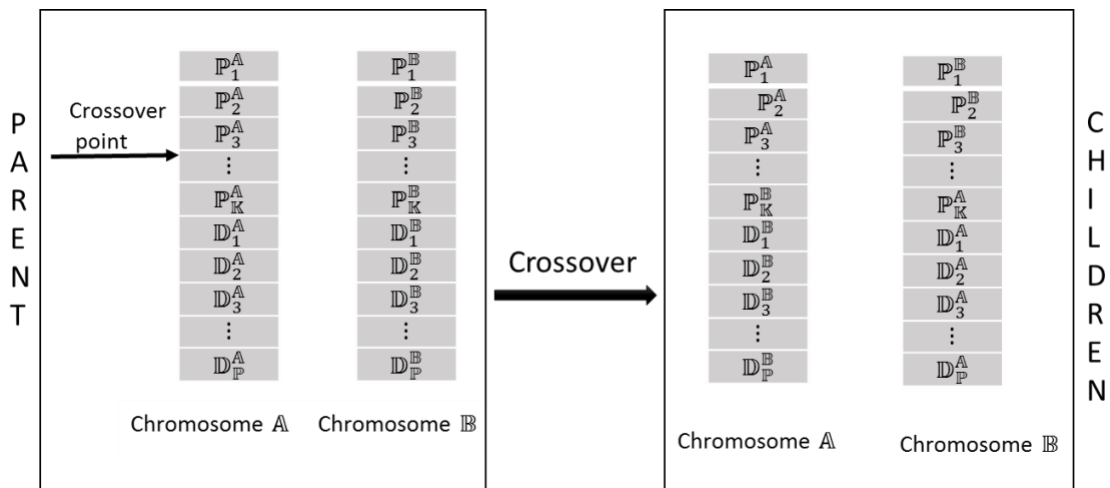 PARENT
Crossover
point
ℙ₁^𝔸
ℙ₂^𝔸
ℙ₃^𝔸
⋮
ℙ_𝕂^𝔸
𝔻₁^𝔸
𝔻₂^𝔸
𝔻₃^𝔸
⋮
𝔻_ℙ^𝔸
Chromosome 𝔸
ℙ₁^𝔹
ℙ₂^𝔹
ℙ₃^𝔹
⋮
ℙ_𝕂^𝔹
𝔻₁^𝔹
𝔻₂^𝔹
𝔻₃^𝔹
⋮
𝔻_ℙ^𝔹
Chromosome 𝔹
Crossover
ℙ₁^𝔸
ℙ₂^𝔸
ℙ₃^𝔸
⋮
ℙ_𝕂^𝔹
𝔻₁^𝔹
𝔻₂^𝔹
𝔻₃^𝔹
⋮
𝔻_ℙ^𝔹
Chromosome 𝔸
ℙ₁^𝔹
ℙ₂^𝔹
ℙ₃^𝔹
⋮
ℙ_𝕂^𝔸
𝔻₁^𝔸
𝔻₂^𝔸
𝔻₃^𝔸
⋮
𝔻_ℙ^𝔸
Chromosome 𝔹
CHILDREN